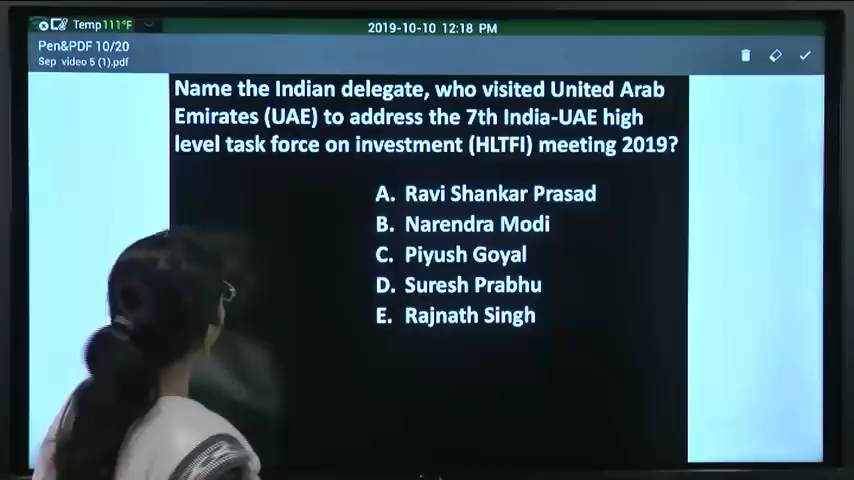 Temp 111°F
2019-10-10 12:18 PM
Pen&PDF 10/20
Sep video 5 (1).pdf
Name the Indian delegate, who visited United Arab
Emirates (UAE) to address the 7th India-UAE high
level task force on investment (HLTFI) meeting 2019?
A. Ravi Shankar Prasad
B. Narendra Modi
C. Piyush Goyal
D. Suresh Prabhu
E. Rajnath Singh